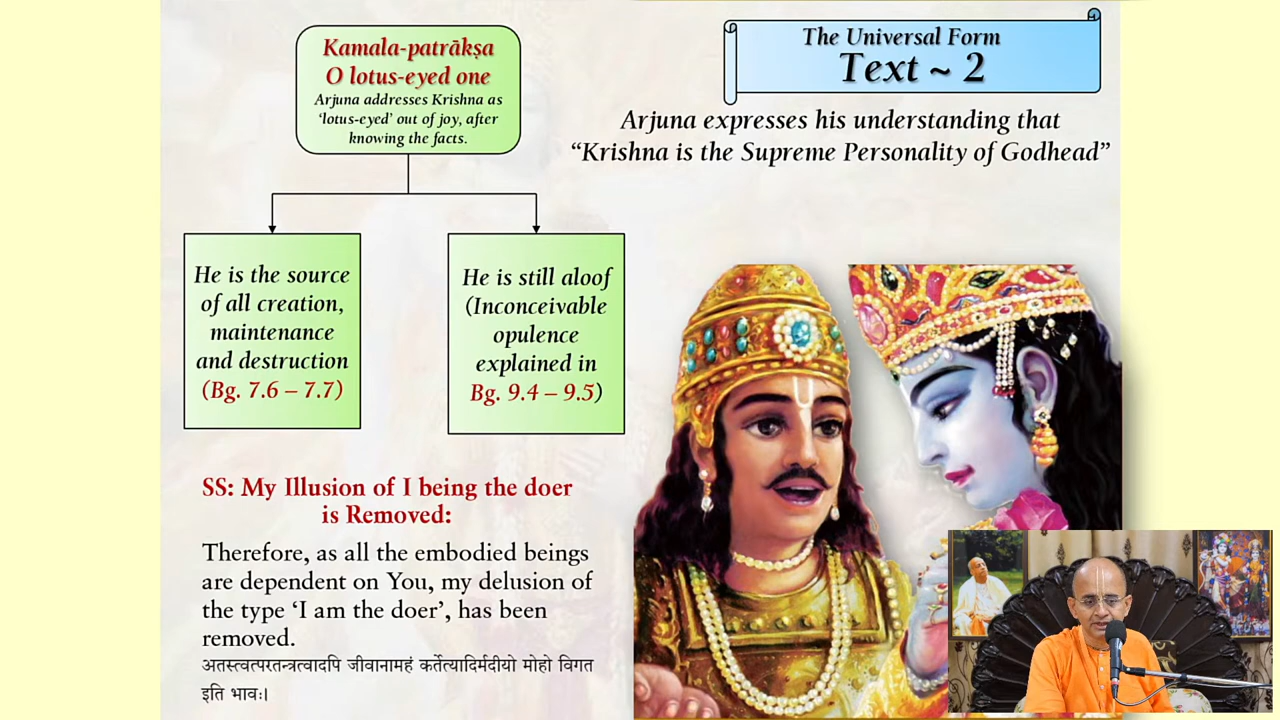 Kamala-patrākṣa
O lotus-eyed one
Arjuna addresses Krishna as
‘lotus-eyed’ out of joy, after
knowing the facts.
The Universal Form
Text ~ 2
Arjuna expresses his understanding that
“Krishna is the Supreme Personality of Godhead”
He is the source
of all creation,
maintenance
and destruction
(Bg. 7.6 – 7.7)
He is still aloof
(Inconceivable
opulence
explained in
Bg. 9.4 – 9.5)
SS: My Illusion of I being the doer
is Removed:
Therefore, as all the embodied beings
are dependent on You, my delusion of
the type ‘I am the doer’, has been
removed.
अतस्त्वत्परतन्त्रत्वादपि जीवानामहं कर्तेत्यादिर्मदीयो मोहो विगत
इति भावः।